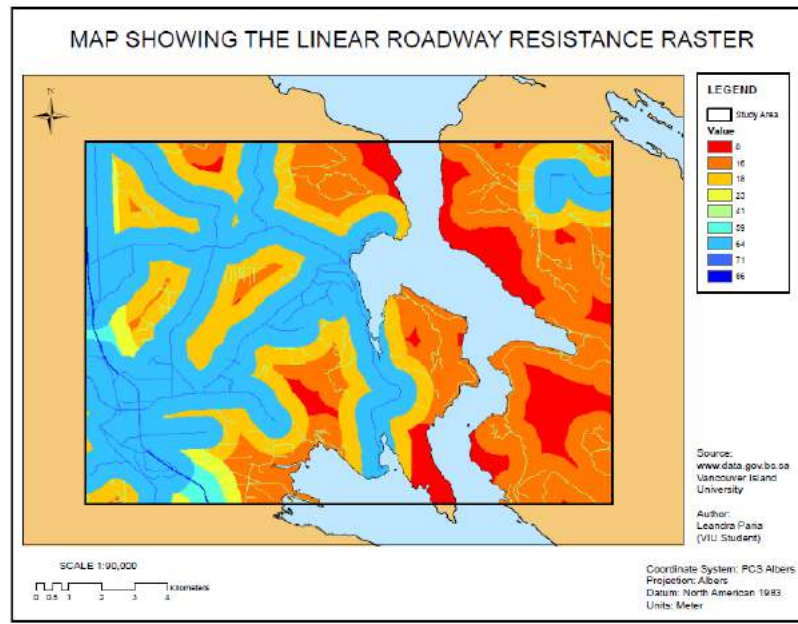 MAP SHOWING THE LINEAR ROADWAY RESISTANCE RASTER
N
LEGEND
Study Area
Value
8
16
18
23
41
59
64
71
86
Source:
www.data.gov.bs.ca
Vancouver Island
University
Author:
Leandra Paria
(VIU Student)
SCALE 1:90,000
0 0.5 1 2 3 4 Kilometers
Coordinate System: PCS Albers
Projection: Albers
Datum: North American 1983
Units: Meter